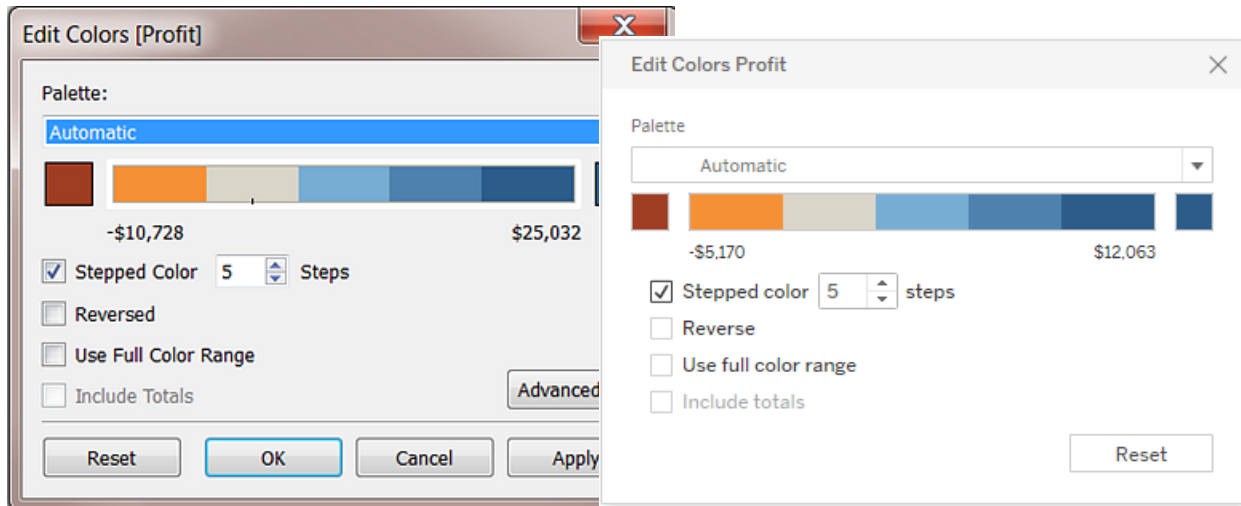 Edit Colors [Profit]
Palette:
Automatic
-$10,728 $25,032
Stepped Color 5 Steps
Reversed
Use Full Color Range
Include Totals
Advanced
Reset OK Cancel Apply
Edit Colors Profit
Palette
Automatic
-$5,170 $12,063
Stepped color 5 steps
Reverse
Use full color range
Include totals
Reset